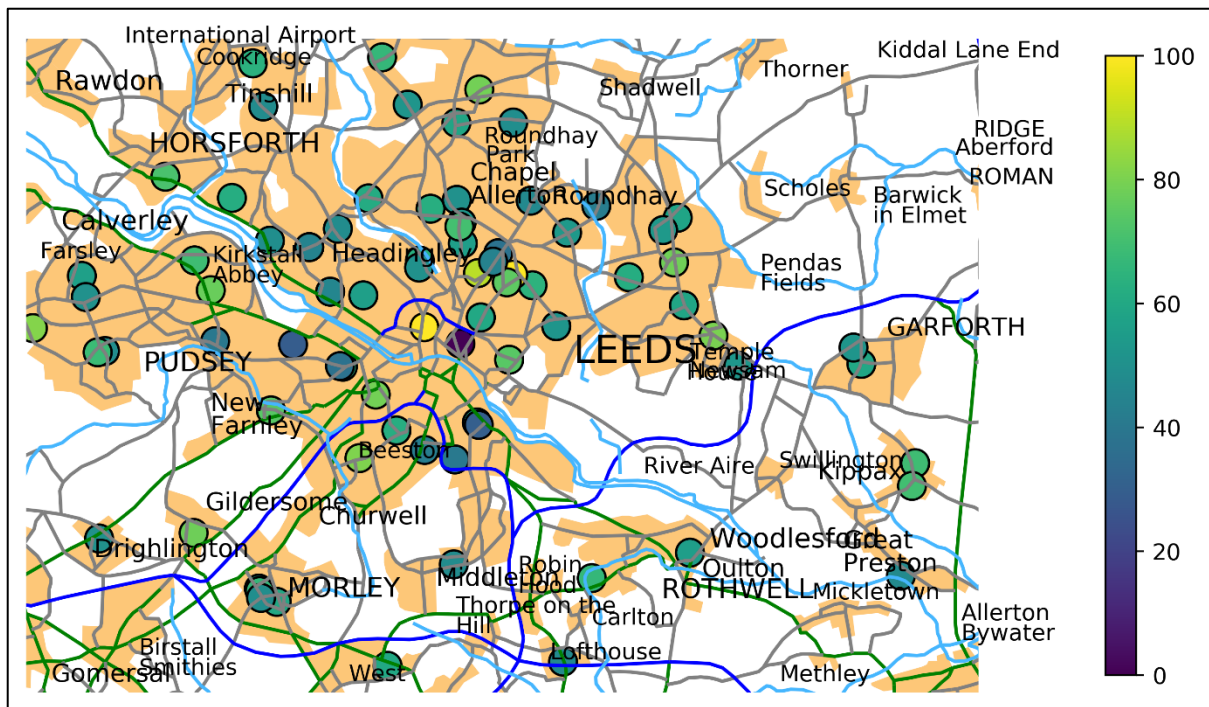 International Airport
Kiddal Lane End
Cookridge
Thorner
Rawdon
Shadwell
Tinshill
100
80
60
40
20
0
HORSFORTH
Roundhay
Park
RIDGE
Aberford
Chapel
Allerton
Roundhay
Scholes
ROMAN
Barwick
in Elmet
Calverley
Farsley
Kirkstall
Abbey
Headingley
Pendas
Fields
GARFORTH
LEEDS
PUDSEY
Temple
Newsam
House
New
Farnley
Beeston
River Aire
Swillington
Kippax
Gildersome
Churwell
Drighlington
Woodlesford
Great
Preston
Robin
Hood
Oulton
MORLEY
Middleton
ROTHWELL
Mickletown
Thorpe on the
Hill
Carlton
Allerton
Bywater
Birstall
Smithies
Lofthouse
Gomersal
West
Methley